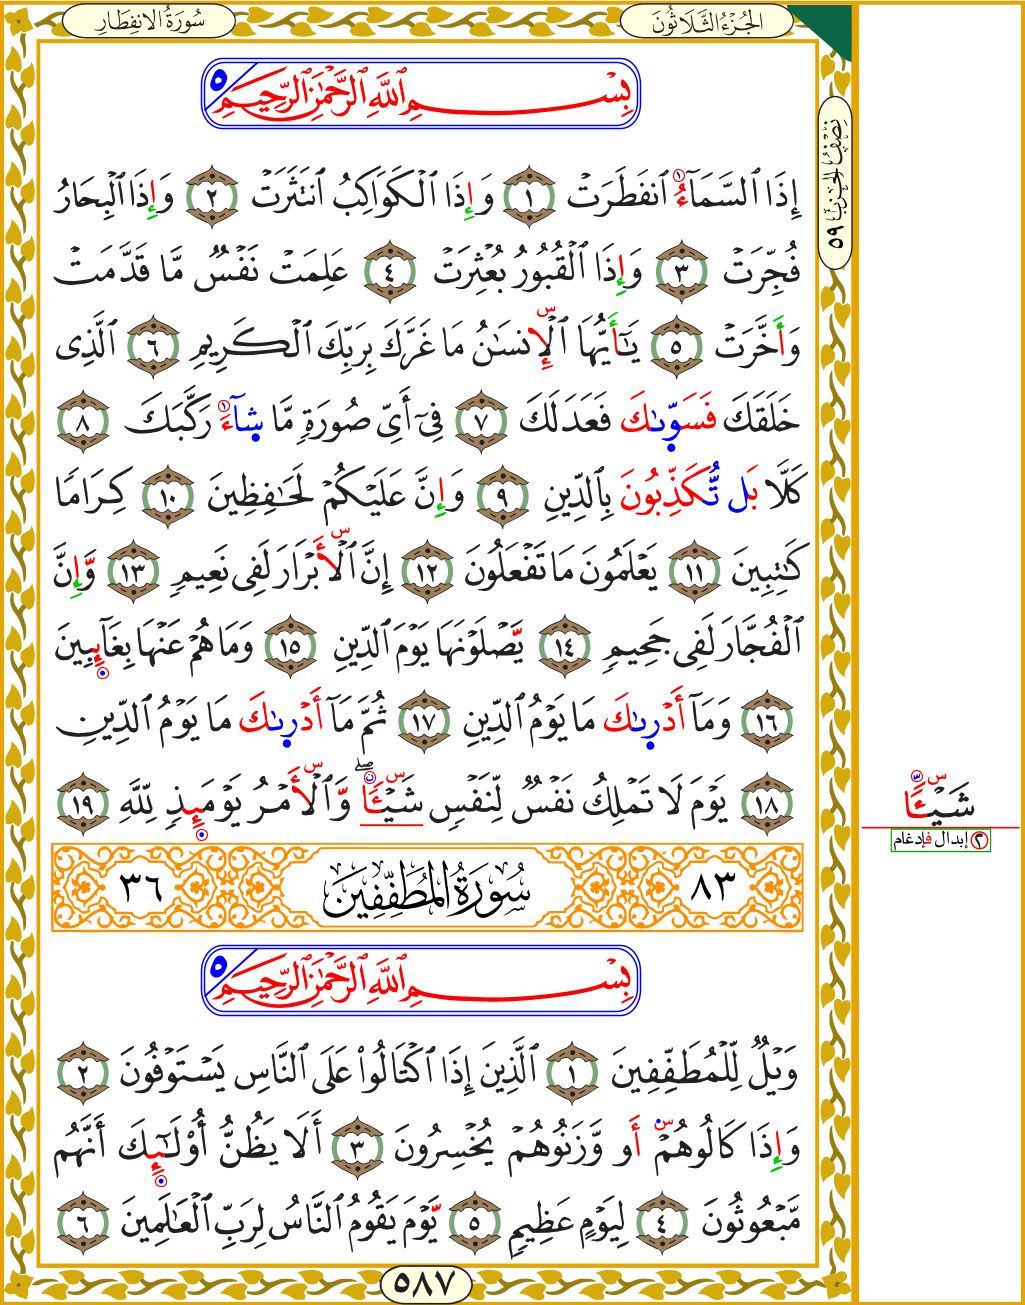 سُورَةُ الانفِطَارِ
الجُزْءُ الثَّلَاثُونَ
نِصْفُ الحِزْبِ ٥٩
بِسْمِ ٱللَّهِ ٱلرَّحْمَٰنِ ٱلرَّحِيمِ ٥
إِذَا ٱلسَّمَآءُ ٱنفَطَرَتْ ١ وَإِذَا ٱلْكَوَاكِبُ ٱنتَثَرَتْ ٢ وَإِذَا ٱلْبِحَارُ
فُجِّرَتْ ٣ وَإِذَا ٱلْقُبُورُ بُعْثِرَتْ ٤ عَلِمَتْ نَفْسٌ مَّا قَدَّمَتْ
وَأَخَّرَتْ ٥ يَٰٓأَيُّهَا ٱلْإِنسَٰنُ مَا غَرَّكَ بِرَبِّكَ ٱلْكَرِيمِ ٦ ٱلَّذِى
خَلَقَكَ فَسَوَّىٰكَ فَعَدَلَكَ ٧ فِىٓ أَىِّ صُورَةٍ مَّا شَآءَ رَكَّبَكَ ٨
كَلَّا بَل تُّكَذِّبُونَ بِٱلدِّينِ ٩ وَإِنَّ عَلَيْكُمْ لَحَٰفِظِينَ ١٠ كِرَامًا
كَٰتِبِينَ ١١ يَعْلَمُونَ مَا تَفْعَلُونَ ١٢ إِنَّ ٱلْأَبْرَارَ لَفِى نَعِيمٍ ١٣ وَإِنَّ
ٱلْفُجَّارَ لَفِى جَحِيمٍ ١٤ يَصْلَوْنَهَا يَوْمَ ٱلدِّينِ ١٥ وَمَا هُمْ عَنْهَا بِغَآئِبِينَ
١٦ وَمَآ أَدْرَىٰكَ مَا يَوْمُ ٱلدِّينِ ١٧ ثُمَّ مَآ أَدْرَىٰكَ مَا يَوْمُ ٱلدِّينِ
١٨ يَوْمَ لَا تَمْلِكُ نَفْسٌ لِّنَفْسٍ شَيْـًٔا ۖ وَٱلْأَمْرُ يَوْمَئِذٍ لِّلَّهِ ١٩
شَيْـًٔا
٢ إبدال فإدغام
٨٣ سُورَةُ المُطَفِّفِينَ ٣٦
بِسْمِ ٱللَّهِ ٱلرَّحْمَٰنِ ٱلرَّحِيمِ ٥
وَيْلٌ لِّلْمُطَفِّفِينَ ١ ٱلَّذِينَ إِذَا ٱكْتَالُوا۟ عَلَى ٱلنَّاسِ يَسْتَوْفُونَ ٢
وَإِذَا كَالُوهُمْ أَو وَّزَنُوهُمْ يُخْسِرُونَ ٣ أَلَا يَظُنُّ أُو۟لَٰٓئِكَ أَنَّهُم
مَّبْعُوثُونَ ٤ لِيَوْمٍ عَظِيمٍ ٥ يَوْمَ يَقُومُ ٱلنَّاسُ لِرَبِّ ٱلْعَٰلَمِينَ ٦
٥٨٧